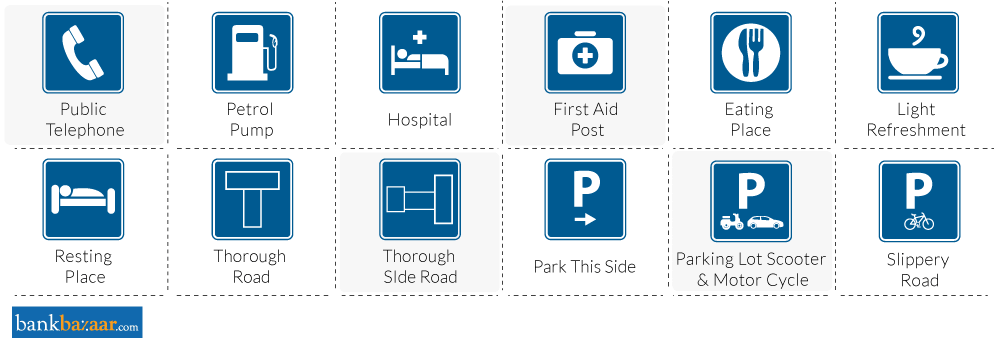 Public
Telephone
Petrol
Pump
Hospital
First Aid
Post
Eating
Place
Light
Refreshment
Resting
Place
Thorough
Road
Thorough
SIde Road
P
Park This Side
P
Parking Lot Scooter
& Motor Cycle
P
Slippery
Road
bankbazaar.com